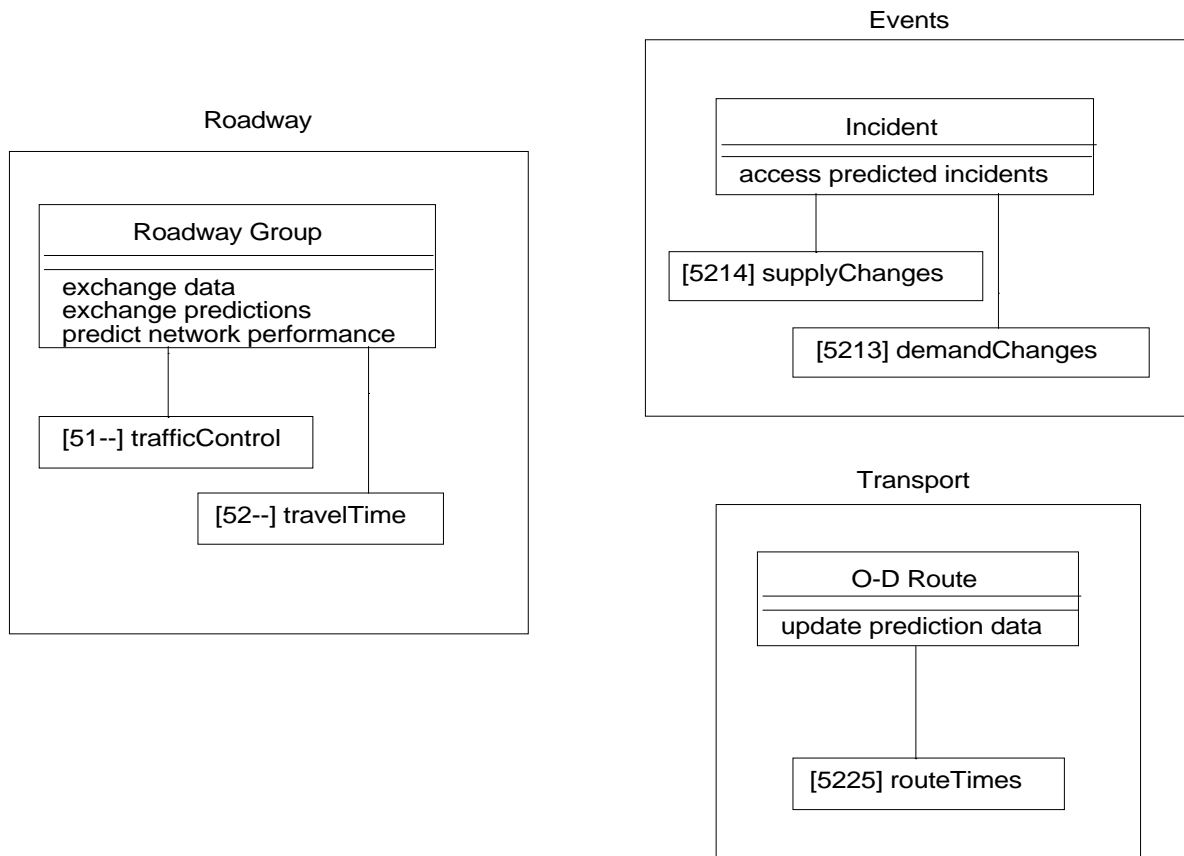 Roadway
Roadway Group
exchange data
exchange predictions
predict network performance
[51--] trafficControl
[52--] travelTime
Events
Incident
access predicted incidents
[5214] supplyChanges
[5213] demandChanges
Transport
O-D Route
update prediction data
[5225] routeTimes